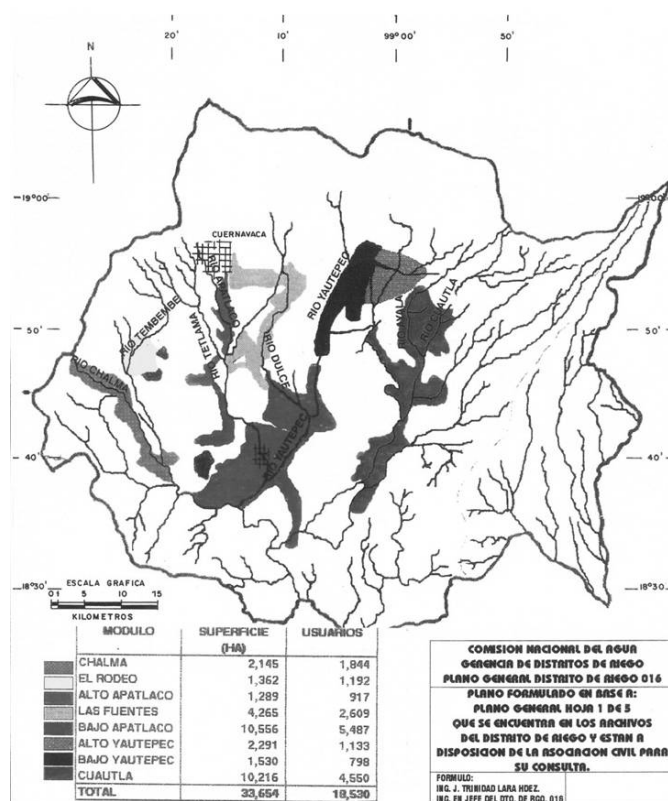 20' 10' 99°00' 50'
N
19°00' 19°00'
CUERNAVACA
RIO APATLACO
RIO YAUTEPEC
RIO AYALA
RIO CUAUTLA
50' 50'
RIO TEMBEMBE
RIO TETLAMA
RIO DULCE
RIO CHALMA
40' 40'
RIO YAUTEPEC
18°30' 18°30'
ESCALA GRAFICA
0 1 5 10 15
KILOMETROS
MODULO SUPERFICIE (HA) USUARIOS
CHALMA 2,145 1,844
EL RODEO 1,362 1,192
ALTO APATLACO 1,289 917
LAS FUENTES 4,265 2,609
BAJO APATLACO 10,556 5,487
ALTO YAUTEPEC 2,291 1,133
BAJO YAUTEPEC 1,530 798
CUAUTLA 10,216 4,550
TOTAL 33,654 18,530
COMISION NACIONAL DEL AGUA
GERENCIA DE DISTRITOS DE RIEGO
PLANO GENERAL DISTRITO DE RIEGO 016
PLANO FORMULADO EN BASE A:
PLANO GENERAL HOJA 1 DE 5
QUE SE ENCUENTRA EN LOS ARCHIVOS
DEL DISTRITO DE RIEGO Y ESTAN A
DISPOSICION DE LA ASOCIACION CIVIL PARA
SU CONSULTA.
FORMULO:
ING. J. TRINIDAD LARA HDEZ.
ING. EN JEFE DEL DTO. DE RGO. 016